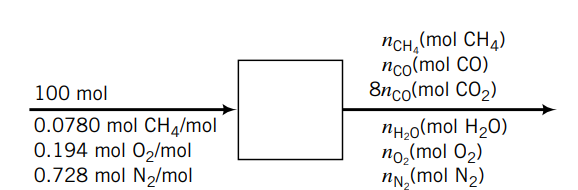 100 mol
0.0780 mol CH₄/mol
0.194 mol O₂/mol
0.728 mol N₂/mol
n_CH₄(mol CH₄)
n_CO(mol CO)
8n_CO(mol CO₂)
n_H₂O(mol H₂O)
n_O₂(mol O₂)
n_N₂(mol N₂)